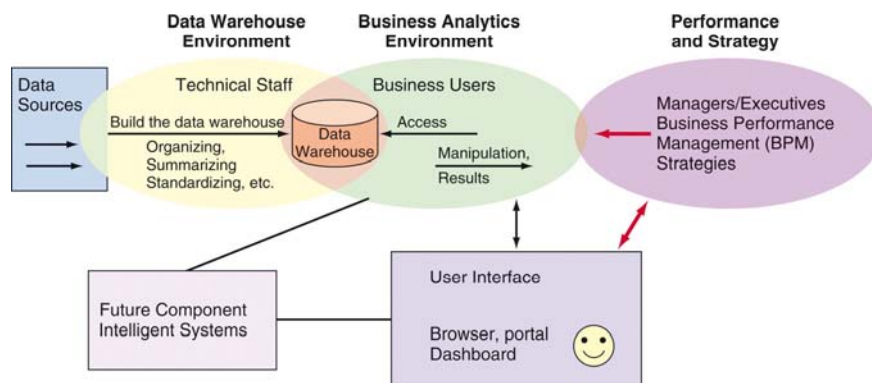 Data Warehouse
Environment
Business Analytics
Environment
Performance
and Strategy
Data
Sources
Technical Staff
Build the data warehouse
Organizing,
Summarizing
Standardizing, etc.
Data
Warehouse
Business Users
Access
Manipulation,
Results
Managers/Executives
Business Performance
Management (BPM)
Strategies
Future Component
Intelligent Systems
User Interface
Browser, portal
Dashboard